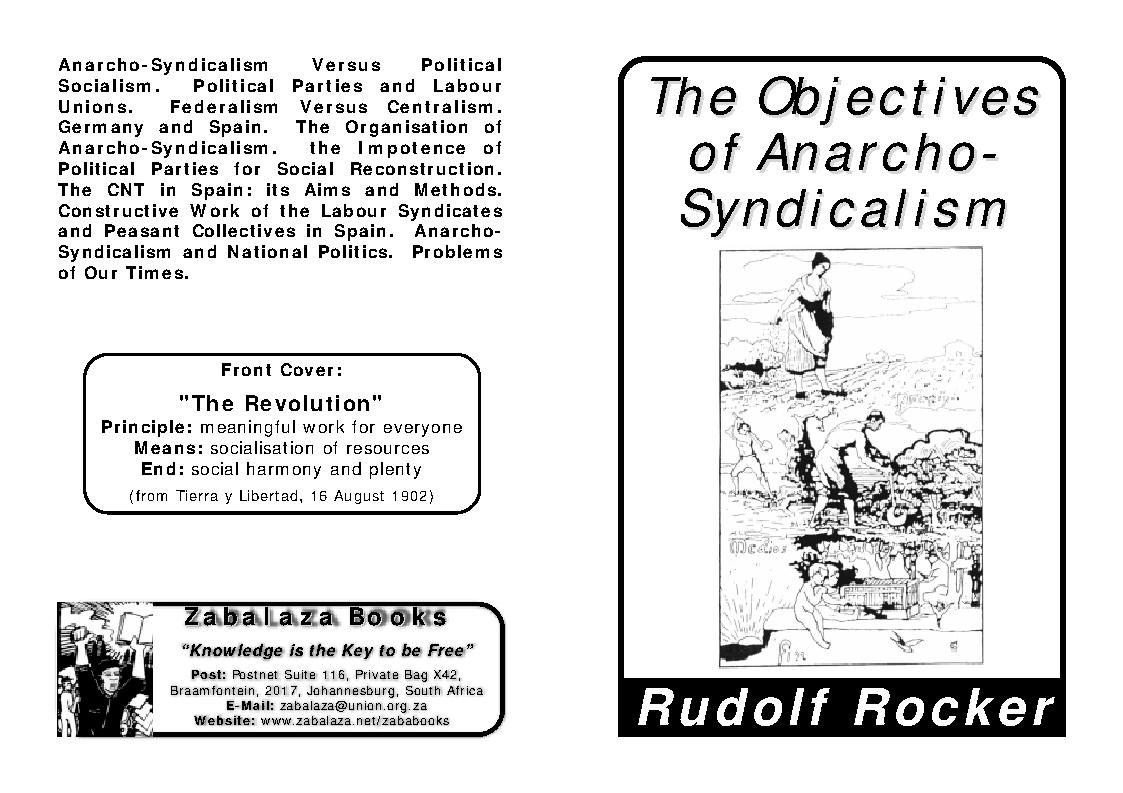 Anarcho-Syndicalism Versus Political
Socialism. Political Parties and Labour
Unions. Federalism Versus Centralism.
Germany and Spain. The Organisation of
Anarcho-Syndicalism. the Impotence of
Political Parties for Social Reconstruction.
The CNT in Spain: its Aims and Methods.
Constructive Work of the Labour Syndicates
and Peasant Collectives in Spain. Anarcho-
Syndicalism and National Politics. Problems
of Our Times.
Front Cover:
"The Revolution"
Principle: meaningful work for everyone
Means: socialisation of resources
End: social harmony and plenty
(from Tierra y Libertad, 16 August 1902)
ZabaLaza Books
“Knowledge is the Key to be Free”
Post: Postnet Suite 116, Private Bag X42,
Braamfontein, 2017, Johannesburg, South Africa
E-Mail: zabalaza@union.org.za
Website: www.zabalaza.net/zababooks
The Objectives
of Anarcho-
Syndicalism
Medios
Rudolf Rocker